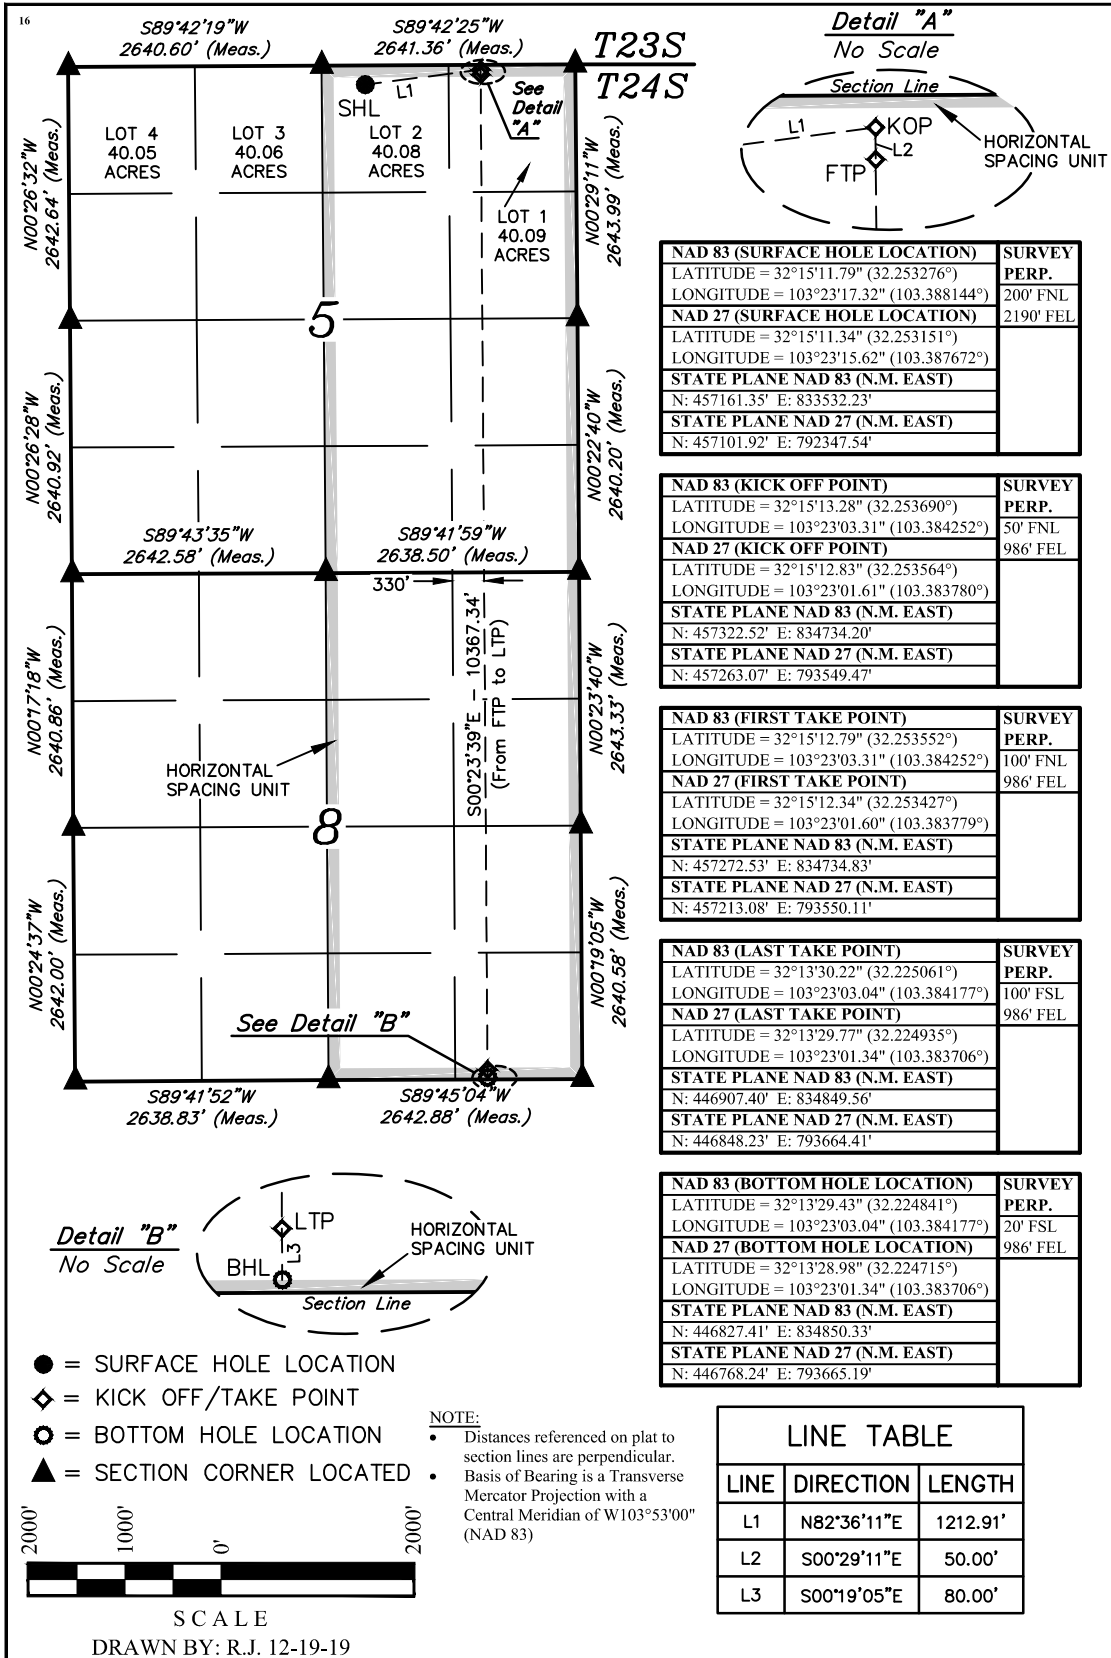 16
S89°42'19"W
2640.60' (Meas.)
S89°42'25"W
2641.36' (Meas.)
T23S
T24S
Detail "A"
No Scale
Section Line
L1
KOP
L2
FTP
HORIZONTAL
SPACING UNIT
SHL
L1
See
Detail
"A"
LOT 4
40.05
ACRES
LOT 3
40.06
ACRES
LOT 2
40.08
ACRES
LOT 1
40.09
ACRES
N00°26'32"W
2642.64' (Meas.)
N00°29'11"W
2643.99' (Meas.)
5
N00°26'28"W
2640.92' (Meas.)
N00°22'40"W
2640.20' (Meas.)
S89°43'35"W
2642.58' (Meas.)
S89°41'59"W
2638.50' (Meas.)
330'
S00°23'39"E - 10367.34'
(From FTP to LTP)
N00°17'18"W
2640.86' (Meas.)
N00°23'40"W
2643.33' (Meas.)
HORIZONTAL
SPACING UNIT
8
N00°24'37"W
2642.00' (Meas.)
N00°19'05"W
2640.58' (Meas.)
See Detail "B"
S89°41'52"W
2638.83' (Meas.)
S89°45'04"W
2642.88' (Meas.)
NAD 83 (SURFACE HOLE LOCATION) SURVEY
LATITUDE = 32°15'11.79" (32.253276°) PERP.
LONGITUDE = 103°23'17.32" (103.388144°) 200' FNL
NAD 27 (SURFACE HOLE LOCATION) 2190' FEL
LATITUDE = 32°15'11.34" (32.253151°)
LONGITUDE = 103°23'15.62" (103.387672°)
STATE PLANE NAD 83 (N.M. EAST)
N: 457161.35' E: 833532.23'
STATE PLANE NAD 27 (N.M. EAST)
N: 457101.92' E: 792347.54'
NAD 83 (KICK OFF POINT) SURVEY
LATITUDE = 32°15'13.28" (32.253690°) PERP.
LONGITUDE = 103°23'03.31" (103.384252°) 50' FNL
NAD 27 (KICK OFF POINT) 986' FEL
LATITUDE = 32°15'12.83" (32.253564°)
LONGITUDE = 103°23'01.61" (103.383780°)
STATE PLANE NAD 83 (N.M. EAST)
N: 457322.52' E: 834734.20'
STATE PLANE NAD 27 (N.M. EAST)
N: 457263.07' E: 793549.47'
NAD 83 (FIRST TAKE POINT) SURVEY
LATITUDE = 32°15'12.79" (32.253552°) PERP.
LONGITUDE = 103°23'03.31" (103.384252°) 100' FNL
NAD 27 (FIRST TAKE POINT) 986' FEL
LATITUDE = 32°15'12.34" (32.253427°)
LONGITUDE = 103°23'01.60" (103.383779°)
STATE PLANE NAD 83 (N.M. EAST)
N: 457272.53' E: 834734.83'
STATE PLANE NAD 27 (N.M. EAST)
N: 457213.08' E: 793550.11'
NAD 83 (LAST TAKE POINT) SURVEY
LATITUDE = 32°13'30.22" (32.225061°) PERP.
LONGITUDE = 103°23'03.04" (103.384177°) 100' FSL
NAD 27 (LAST TAKE POINT) 986' FEL
LATITUDE = 32°13'29.77" (32.224935°)
LONGITUDE = 103°23'01.34" (103.383706°)
STATE PLANE NAD 83 (N.M. EAST)
N: 446907.40' E: 834849.56'
STATE PLANE NAD 27 (N.M. EAST)
N: 446848.23' E: 793664.41'
NAD 83 (BOTTOM HOLE LOCATION) SURVEY
LATITUDE = 32°13'29.43" (32.224841°) PERP.
LONGITUDE = 103°23'03.04" (103.384177°) 20' FSL
NAD 27 (BOTTOM HOLE LOCATION) 986' FEL
LATITUDE = 32°13'28.98" (32.224715°)
LONGITUDE = 103°23'01.34" (103.383706°)
STATE PLANE NAD 83 (N.M. EAST)
N: 446827.41' E: 834850.33'
STATE PLANE NAD 27 (N.M. EAST)
N: 446768.24' E: 793665.19'
Detail "B"
No Scale
LTP
L3
BHL
HORIZONTAL
SPACING UNIT
Section Line
= SURFACE HOLE LOCATION
= KICK OFF/TAKE POINT
= BOTTOM HOLE LOCATION
= SECTION CORNER LOCATED
NOTE:
• Distances referenced on plat to
section lines are perpendicular.
• Basis of Bearing is a Transverse
Mercator Projection with a
Central Meridian of W103°53'00"
(NAD 83)
2000' 1000' 0' 2000'
SCALE
DRAWN BY: R.J. 12-19-19
LINE TABLE
LINE DIRECTION LENGTH
L1 N82°36'11"E 1212.91'
L2 S00°29'11"E 50.00'
L3 S00°19'05"E 80.00'